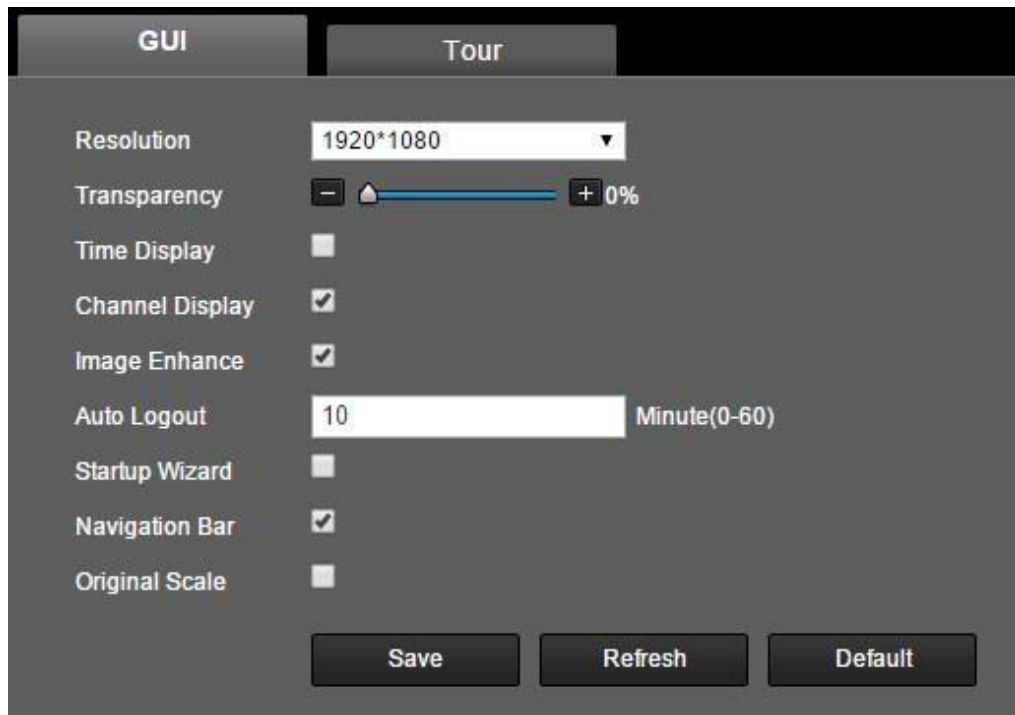 GUI Tour
Resolution 1920*1080
Transparency - + 0%
Time Display
Channel Display
Image Enhance
Auto Logout 10 Minute(0-60)
Startup Wizard
Navigation Bar
Original Scale
Save Refresh Default